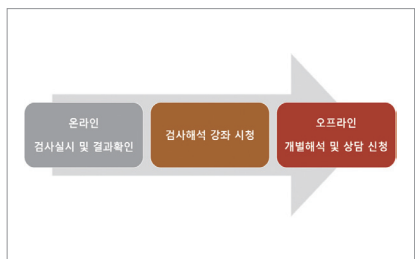 온라인
검사실시 및 결과확인
검사해석 강좌 시청
오프라인
개별해석 및 상담 신청